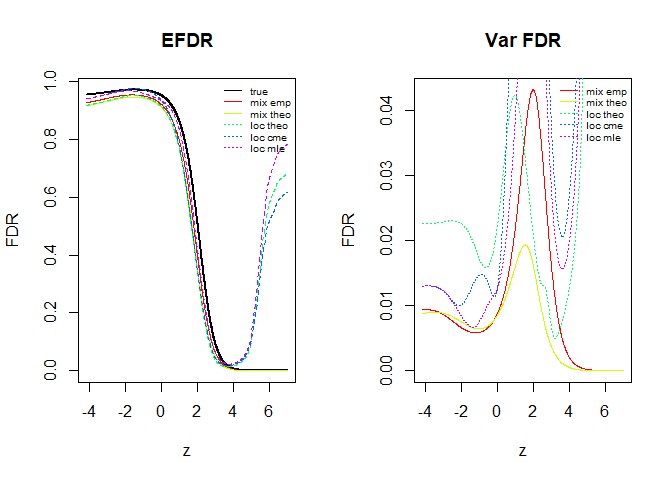 EFDR
FDR
1.0
0.8
0.6
0.4
0.2
0.0
true
mix emp
mix theo
loc theo
loc cme
loc mle
-4 -2 0 2 4 6
z
Var FDR
FDR
0.04
0.03
0.02
0.01
0.00
mix emp
mix theo
loc theo
loc cme
loc mle
-4 -2 0 2 4 6
z